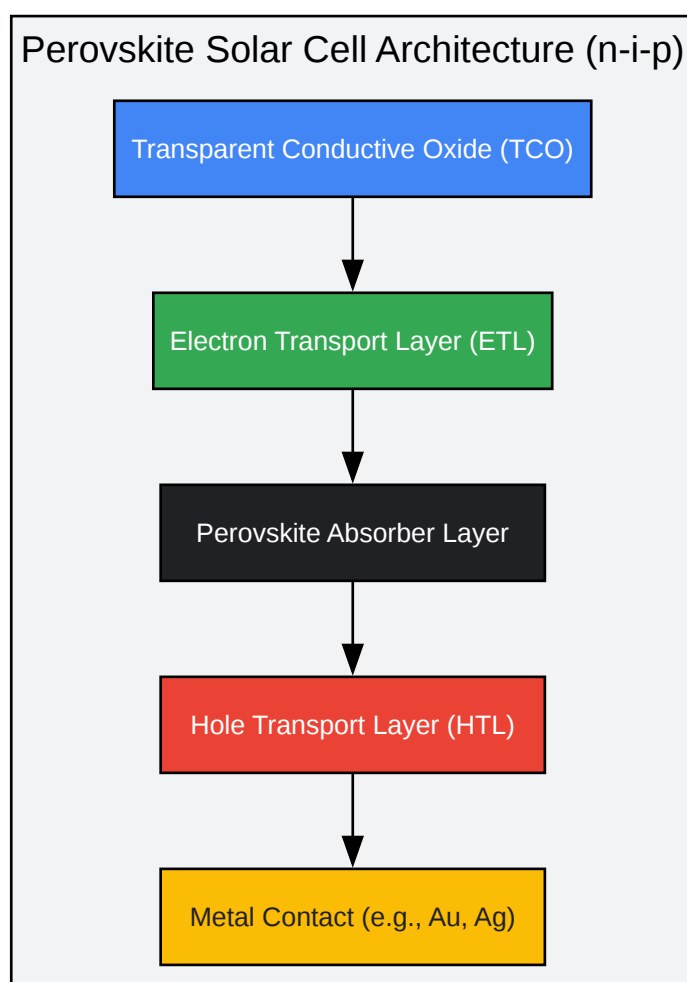 Perovskite Solar Cell Architecture (n-i-p)
Transparent Conductive Oxide (TCO)
Electron Transport Layer (ETL)
Perovskite Absorber Layer
Hole Transport Layer (HTL)
Metal Contact (e.g., Au, Ag)